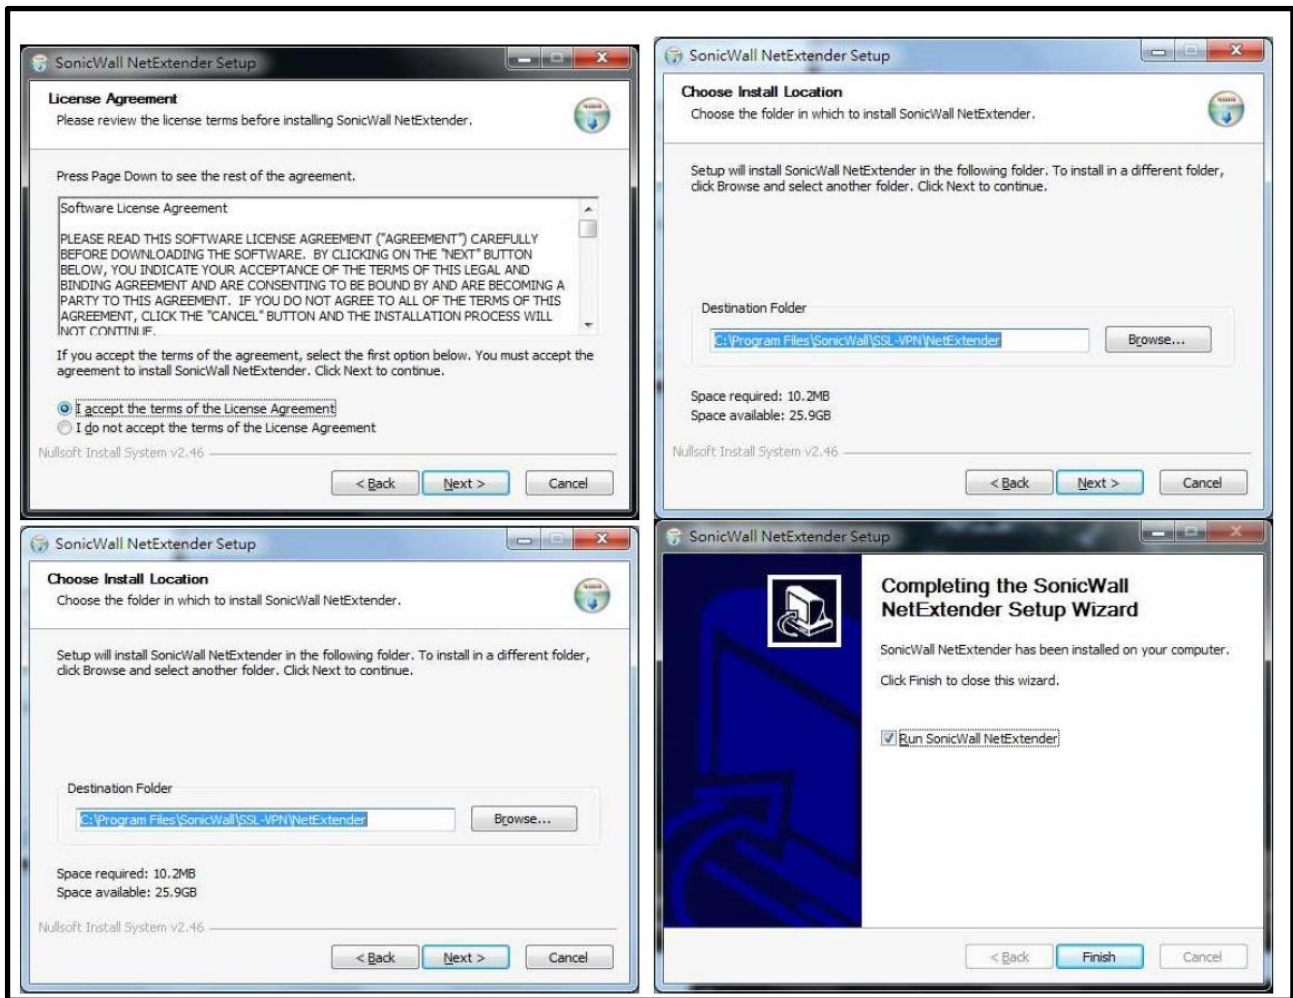 SonicWall NetExtender Setup
License Agreement
Please review the license terms before installing SonicWall NetExtender.
Press Page Down to see the rest of the agreement.
Software License Agreement
PLEASE READ THIS SOFTWARE LICENSE AGREEMENT ("AGREEMENT") CAREFULLY
BEFORE DOWNLOADING THE SOFTWARE. BY CLICKING ON THE "NEXT" BUTTON
BELOW, YOU INDICATE YOUR ACCEPTANCE OF THE TERMS OF THIS LEGAL AND
BINDING AGREEMENT AND ARE CONSENTING TO BE BOUND BY AND ARE BECOMING A
PARTY TO THIS AGREEMENT. IF YOU DO NOT AGREE TO ALL OF THE TERMS OF THIS
AGREEMENT, CLICK THE "CANCEL" BUTTON AND THE INSTALLATION PROCESS WILL
NOT CONTINUE.
If you accept the terms of the agreement, select the first option below. You must accept the
agreement to install SonicWall NetExtender. Click Next to continue.
I accept the terms of the License Agreement
I do not accept the terms of the License Agreement
Nullsoft Install System v2.46
< Back Next > Cancel
SonicWall NetExtender Setup
Choose Install Location
Choose the folder in which to install SonicWall NetExtender.
Setup will install SonicWall NetExtender in the following folder. To install in a different folder,
click Browse and select another folder. Click Next to continue.
Destination Folder
C:\Program Files\SonicWall\SSL-VPN\NetExtender Browse...
Space required: 10.2MB
Space available: 25.9GB
Nullsoft Install System v2.46
< Back Next > Cancel
SonicWall NetExtender Setup
Choose Install Location
Choose the folder in which to install SonicWall NetExtender.
Setup will install SonicWall NetExtender in the following folder. To install in a different folder,
click Browse and select another folder. Click Next to continue.
Destination Folder
C:\Program Files\SonicWall\SSL-VPN\NetExtender Browse...
Space required: 10.2MB
Space available: 25.9GB
Nullsoft Install System v2.46
< Back Next > Cancel
SonicWall NetExtender Setup
Completing the SonicWall
NetExtender Setup Wizard
SonicWall NetExtender has been installed on your computer.
Click Finish to close this wizard.
Run SonicWall NetExtender
< Back Finish Cancel